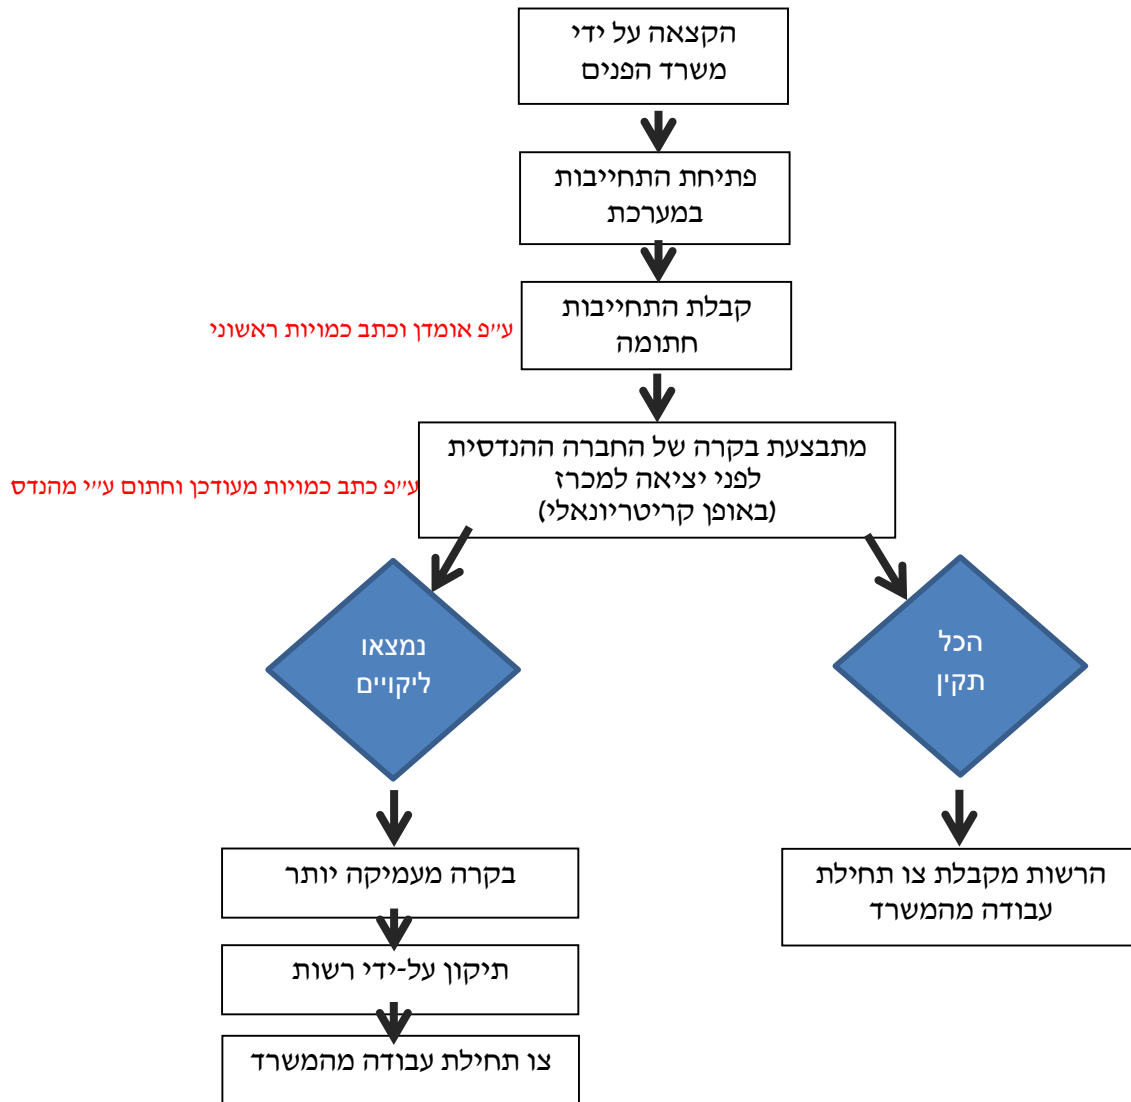 הקצאה על ידי
משרד הפנים
פתיחת התחייבות
במערכת
קבלת התחייבות
חתומה
ע״פ אומדן וכתב כמויות ראשוני
מתבצעת בקרה של החברה ההנדסית
לפני יציאה למכרז
(באופן קריטריונאלי)
ע״פ כתב כמויות מעודכן וחתום ע״י מהנדס
הכל
תקין
נמצאו
ליקויים
הרשות מקבלת צו תחילת
עבודה מהמשרד
בקרה מעמיקה יותר
תיקון על-ידי רשות
צו תחילת עבודה מהמשרד